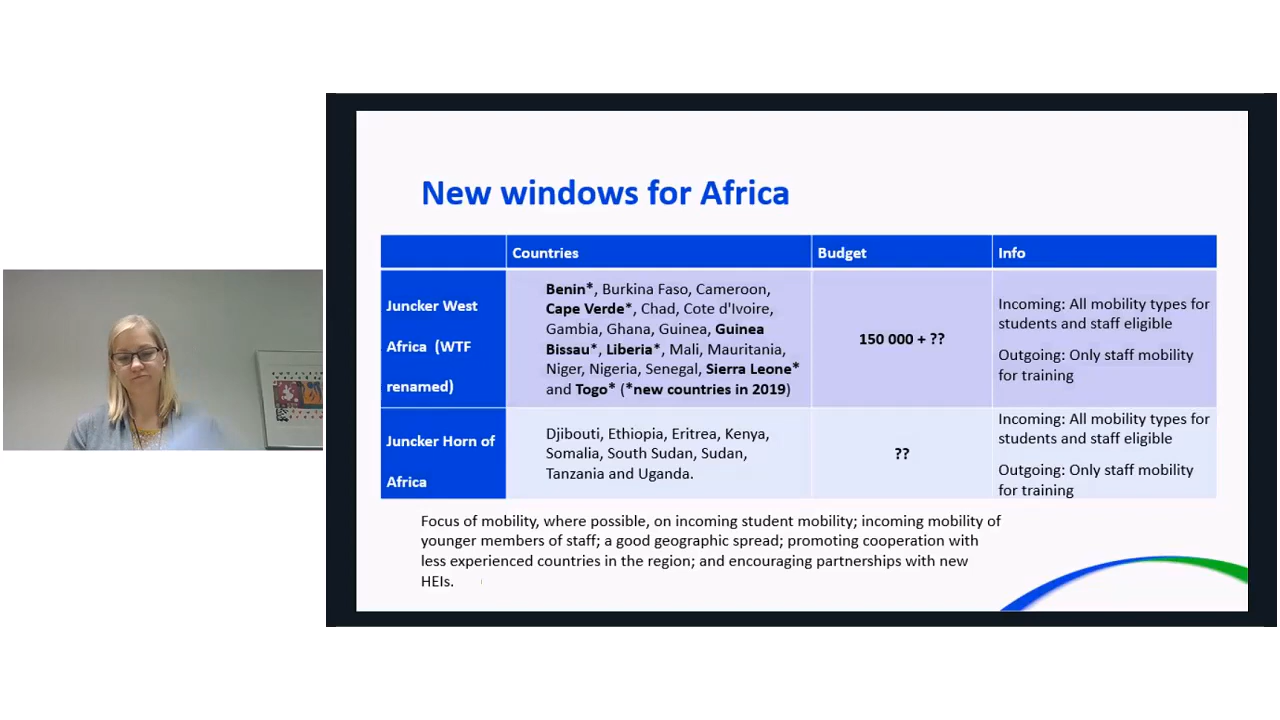 New windows for Africa
Countries
Budget
Info
Juncker West
Africa (WTF
renamed)
Benin*, Burkina Faso, Cameroon,
Cape Verde*, Chad, Cote d'Ivoire,
Gambia, Ghana, Guinea, Guinea
Bissau*, Liberia*, Mali, Mauritania,
Niger, Nigeria, Senegal, Sierra Leone*
and Togo* (*new countries in 2019)
150 000 + ??
Incoming: All mobility types for
students and staff eligible
Outgoing: Only staff mobility
for training
Juncker Horn of
Africa
Djibouti, Ethiopia, Eritrea, Kenya,
Somalia, South Sudan, Sudan,
Tanzania and Uganda.
??
Incoming: All mobility types for
students and staff eligible
Outgoing: Only staff mobility
for training
Focus of mobility, where possible, on incoming student mobility; incoming mobility of
younger members of staff; a good geographic spread; promoting cooperation with
less experienced countries in the region; and encouraging partnerships with new
HEIs.